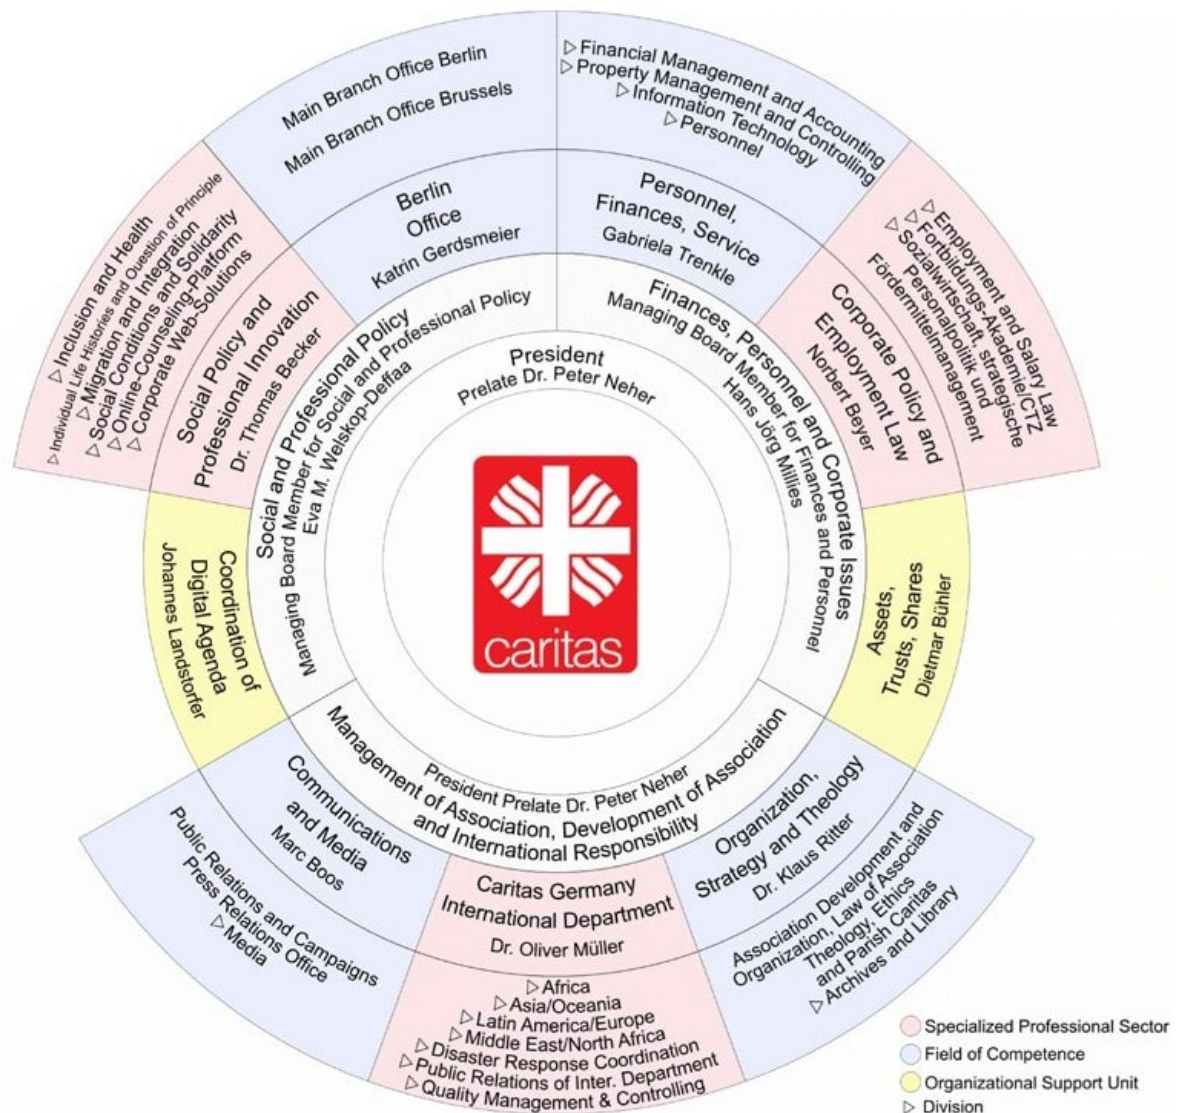 Main Branch Office Berlin
Main Branch Office Brussels
Berlin
Office
Katrin Gerdsmeier
▷ Financial Management and Accounting
▷ Property Management and Controlling
▷ Information Technology
▷ Personnel
Personnel,
Finances, Service
Gabriela Trenkle
▷ Employment and Salary Law
▷ Fortbildungs-Akademie/CTZ
▷ Sozialwirtschaft, strategische
Personalpolitik und
Fördermittelmanagement
Corporate Policy and
Employment Law
Norbert Beyer
▷ Inclusion and Health
▷ Individual Life Histories and Question of Principle
▷ Migration and Integration
▷ Social Conditions and Solidarity
▷ Online-Counseling-Platform
▷ Corporate Web-Solutions
Social Policy and
Professional Innovation
Dr. Thomas Becker
Social and Professional Policy
Managing Board Member for Social and Professional Policy
Eva M. Welskop-Deffaa
Finances, Personnel and Corporate Issues
Managing Board Member for Finances and Personnel
Hans Jörg Millies
President
Prelate Dr. Peter Neher
caritas
Coordination of
Digital Agenda
Johannes Landstorfer
Assets,
Trusts, Shares
Dietmar Bühler
President Prelate Dr. Peter Neher
Management of Association, Development of Association
and International Responsibility
Communications
and Media
Marc Boos
Public Relations and Campaigns
Press Relations Office
▷ Media
Caritas Germany
International Department
Dr. Oliver Müller
▷ Africa
▷ Asia/Oceania
▷ Latin America/Europe
▷ Middle East/North Africa
▷ Disaster Response Coordination
▷ Public Relations of Inter. Department
▷ Quality Management & Controlling
Organization,
Strategy and Theology
Dr. Klaus Ritter
Association Development and
Organization, Law of Association
Theology, Ethics
and Parish Caritas
▷ Archives and Library
Specialized Professional Sector
Field of Competence
Organizational Support Unit
▷ Division